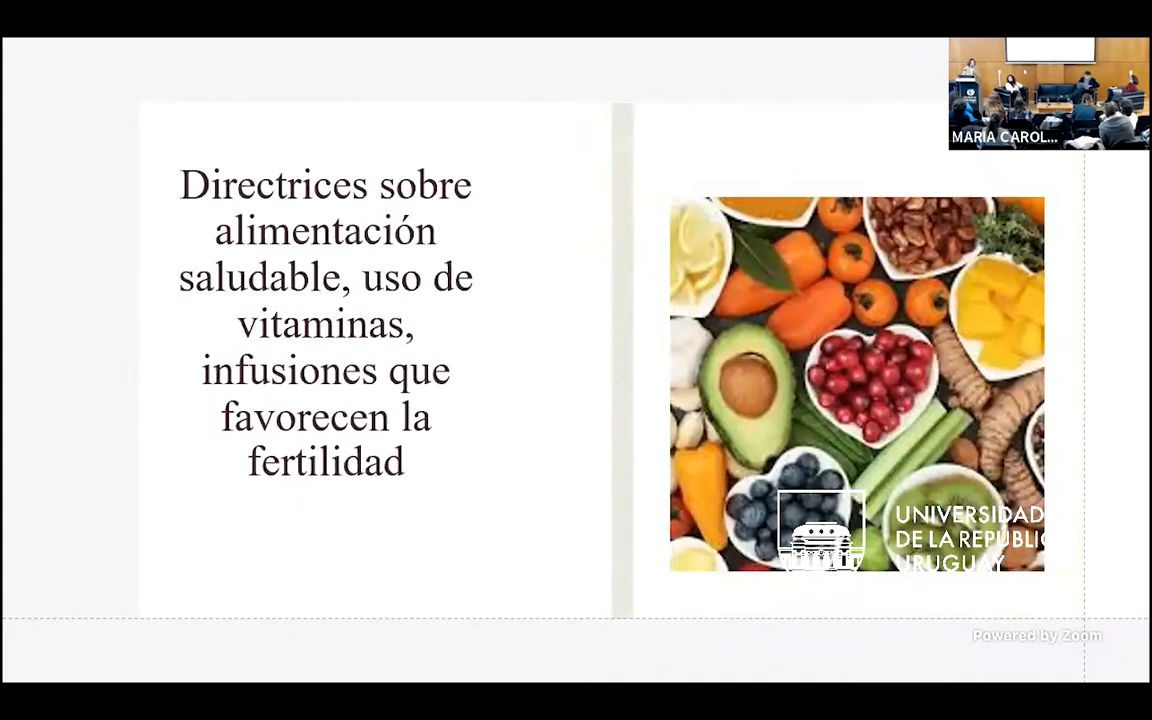 MARIA CAROL...
Directrices sobre
alimentación
saludable, uso de
vitaminas,
infusiones que
favorecen la
fertilidad
UNIVERSIDAD
DE LA REPUBLIC
URUGUAY
Powered by Zoom